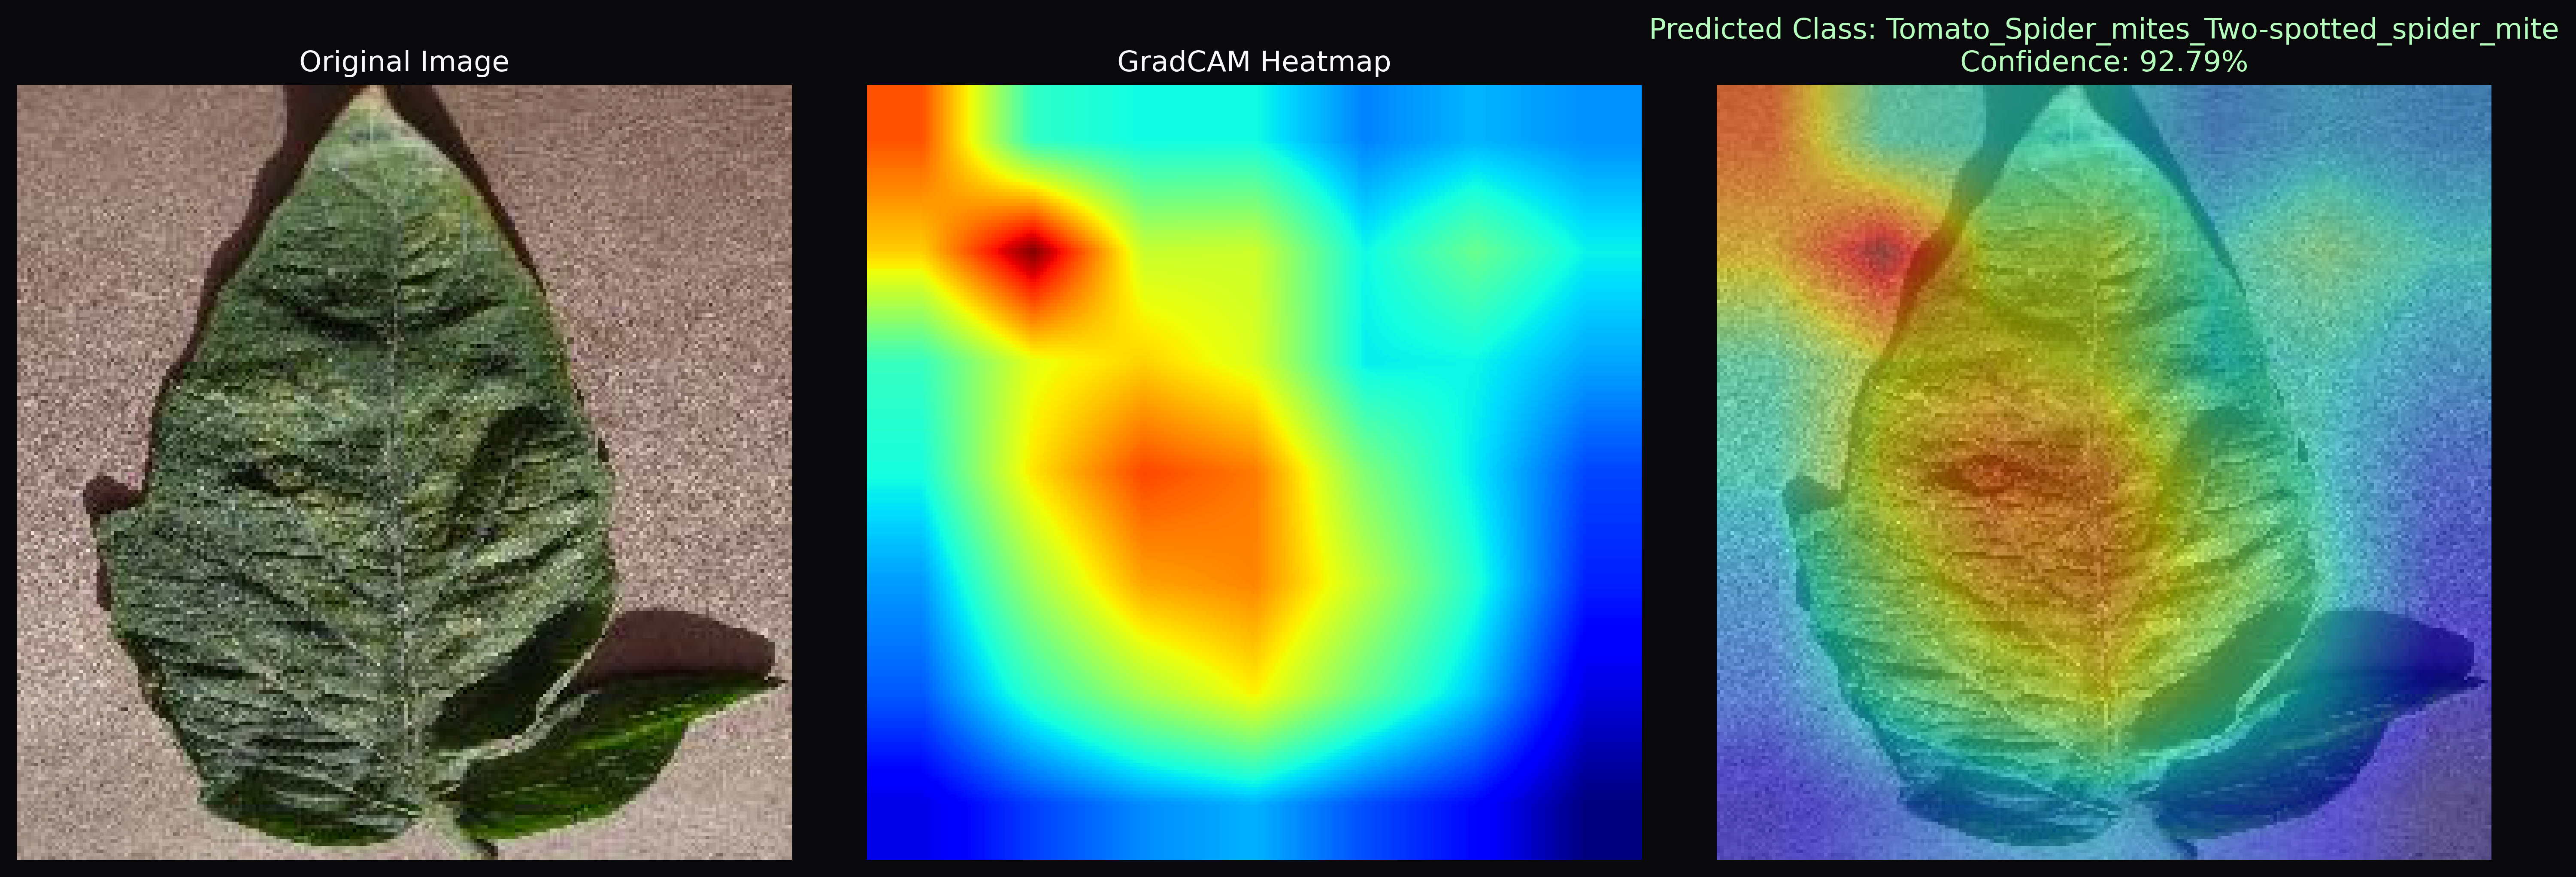 Original Image
GradCAM Heatmap
Predicted Class: Tomato_Spider_mites_Two-spotted_spider_mite
Confidence: 92.79%